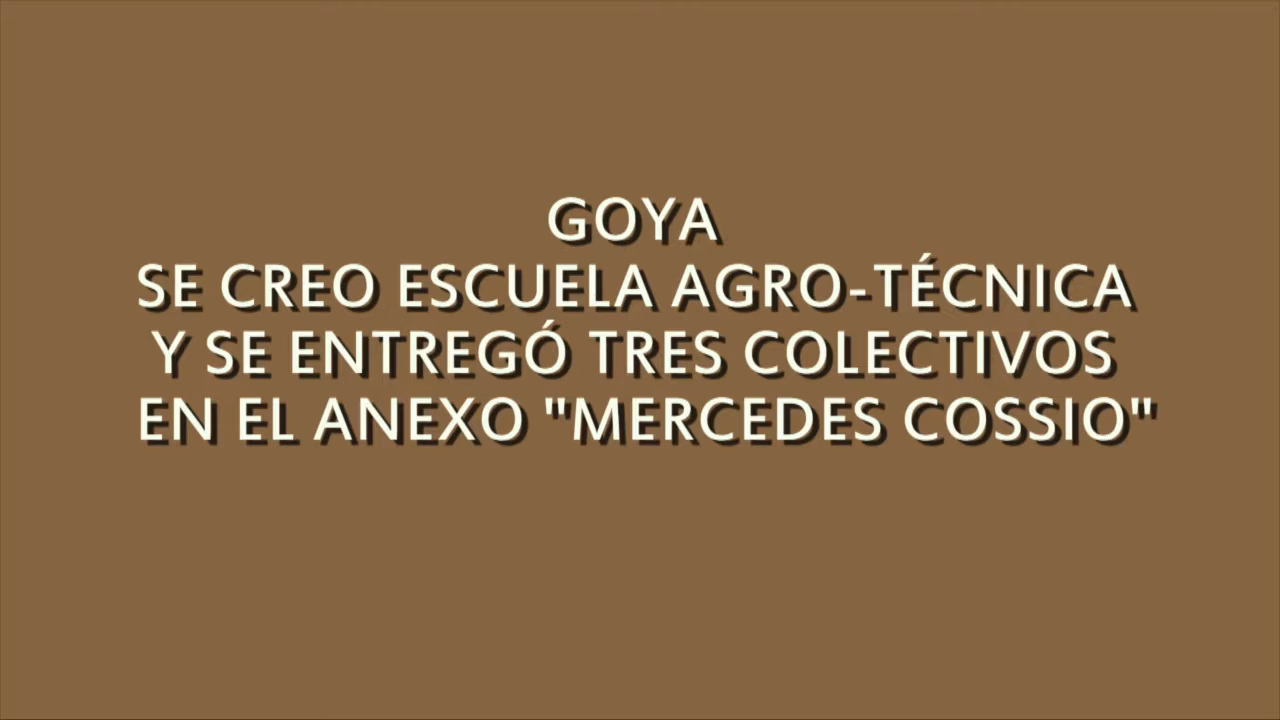 GOYA
SE CREO ESCUELA AGRO-TÉCNICA
Y SE ENTREGÓ TRES COLECTIVOS
EN EL ANEXO "MERCEDES COSSIO"